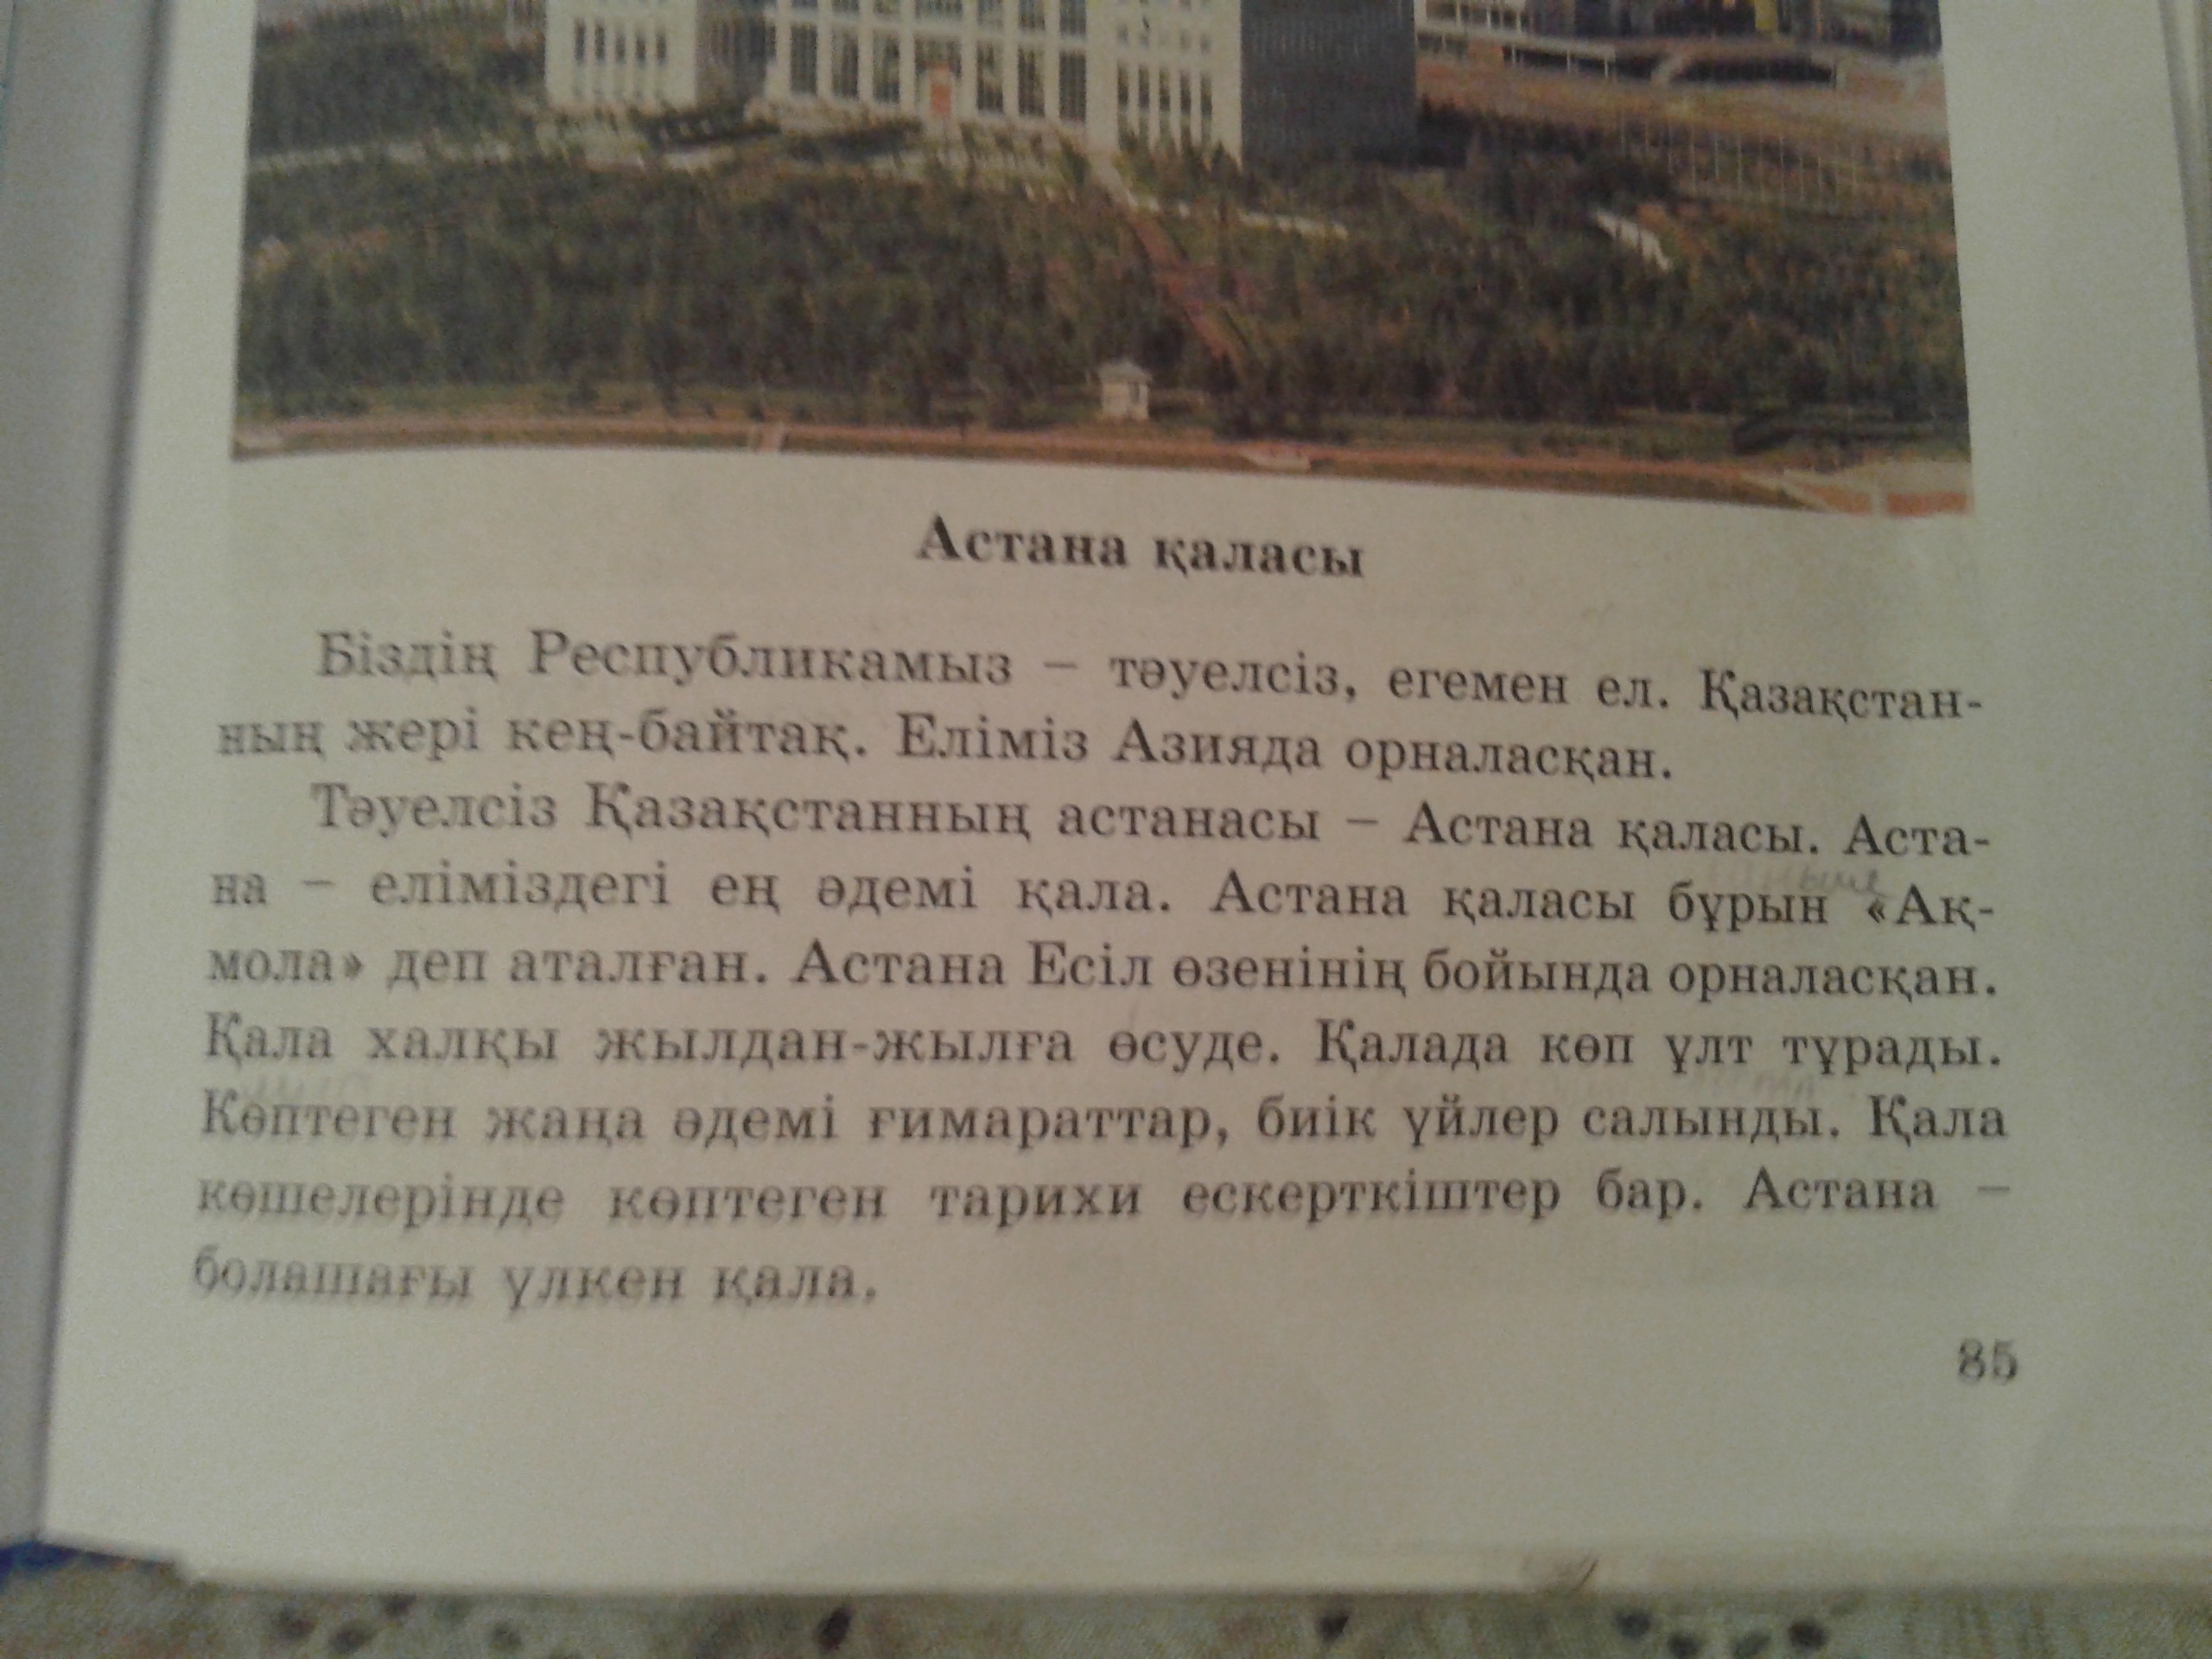 Астана қаласы
Біздің Республикамыз – тәуелсіз, егемен ел. Қазақстан-
ның жері кең-байтақ. Еліміз Азияда орналасқан.
Тәуелсіз Қазақстанның астанасы – Астана қаласы. Аста-
на – еліміздегі ең әдемі қала. Астана қаласы бұрын «Ақ-
мола» деп аталған. Астана Есіл өзенінің бойында орналасқан.
Қала халқы жылдан-жылға өсуде. Қалада көп ұлт тұрады.
Көптеген жаңа әдемі ғимараттар, биік үйлер салынды. Қала
көшелерінде көптеген тарихи ескерткіштер бар. Астана –
болашағы үлкен қала.
85